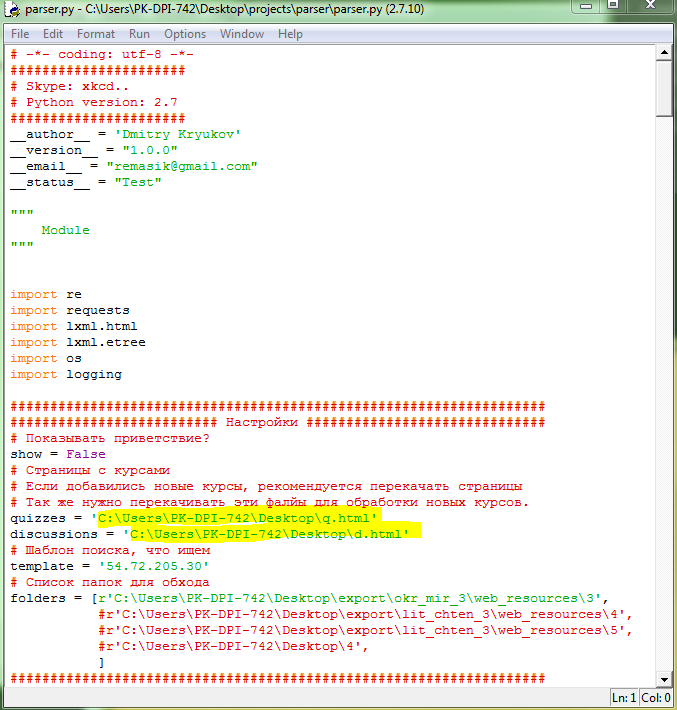 parser.py - C:\Users\PK-DPI-742\Desktop\projects\parser\parser.py (2.7.10)
File Edit Format Run Options Window Help
# -*- coding: utf-8 -*-
######################
# Skype: xkcd..
# Python version: 2.7
######################
__author__ = 'Dmitry Kryukov'
__version__ = "1.0.0"
__email__ = "remasik@gmail.com"
__status__ = "Test"
"""
Module
"""
import re
import requests
import lxml.html
import lxml.etree
import os
import logging
###################################################################
########################## Настройки ##############################
# Показывать приветствие?
show = False
# Страницы с курсами
# Если добавились новые курсы, рекомендуется перекачать страницы
# Так же нужно перекачивать эти фалйы для обработки новых курсов.
quizzes = 'C:\Users\PK-DPI-742\Desktop\q.html'
discussions = 'C:\Users\PK-DPI-742\Desktop\d.html'
# Шаблон поиска, что ищем
template = '54.72.205.30'
# Список папок для обхода
folders = [r'C:\Users\PK-DPI-742\Desktop\export\okr_mir_3\web_resources\3',
#r'C:\Users\PK-DPI-742\Desktop\export\lit_chten_3\web_resources\4',
#r'C:\Users\PK-DPI-742\Desktop\export\lit_chten_3\web_resources\5',
#r'C:\Users\PK-DPI-742\Desktop\4',
]
###################################################################
Ln: 1 Col: 0